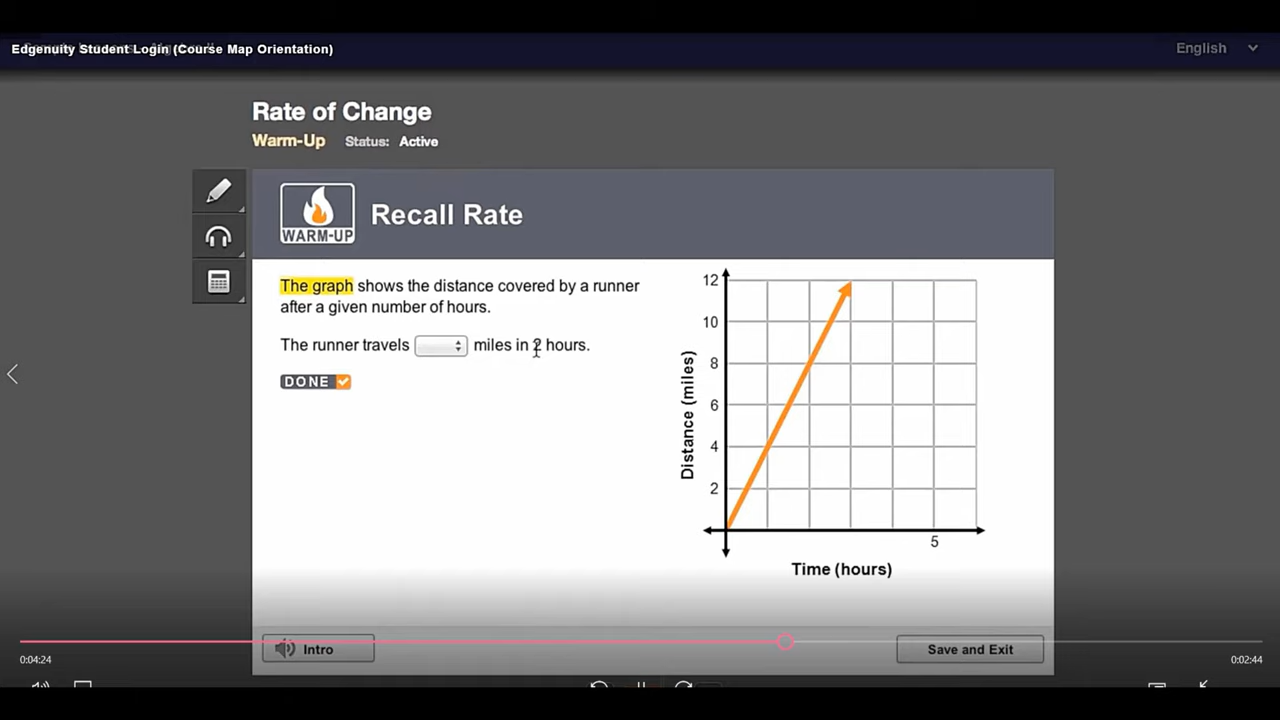 Edgenuity Student Login (Course Map Orientation)
English
Rate of Change
Warm-Up Status: Active
WARM-UP
Recall Rate
The graph shows the distance covered by a runner
after a given number of hours.
The runner travels miles in 2 hours.
DONE
12
10
8
6
4
2
5
Distance (miles)
Time (hours)
Intro
Save and Exit
0:04:24
0:02:44